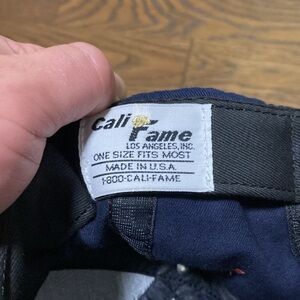 Cali
Fame
LOS ANGELES, INC.
ONE SIZE FITS MOST
MADE IN U.S.A.
1-800-CALI-FAME